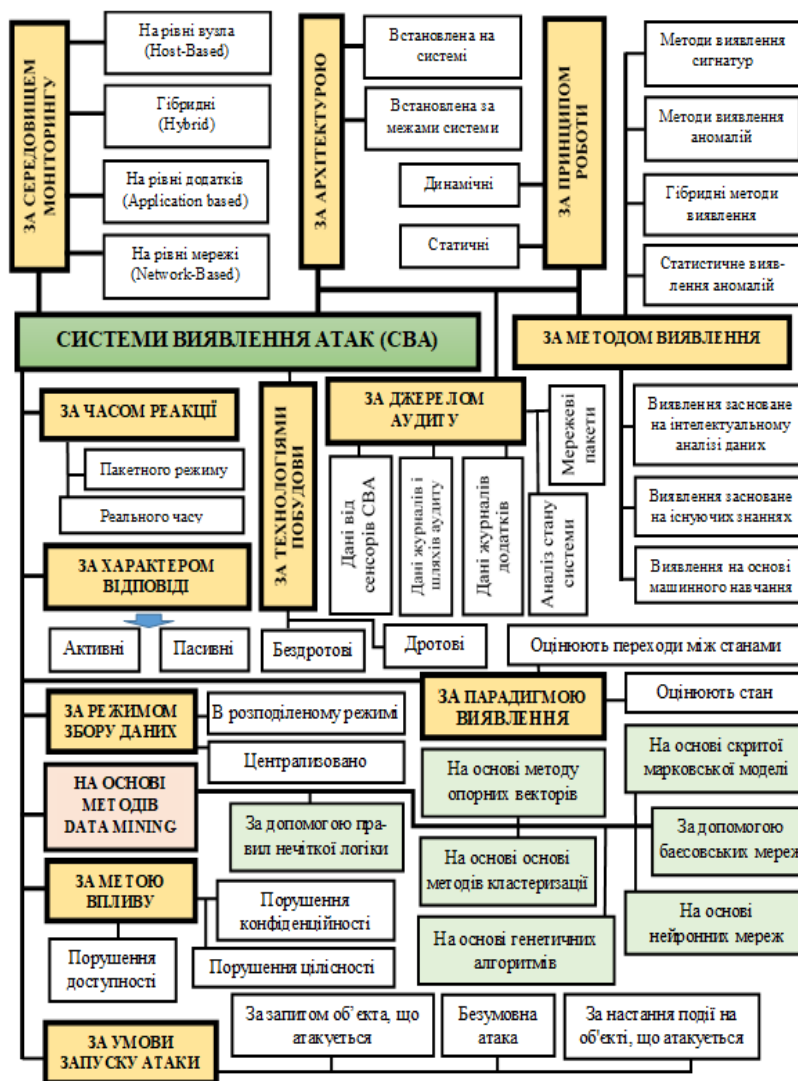 ЗА СЕРЕДОВИЩЕМ
МОНІТОРИНГУ
На рівні вузла
(Host-Based)
Гібридні
(Hybrid)
На рівні додатків
(Application based)
На рівні мережі
(Network-Based)
ЗА АРХІТЕКТУРОЮ
Встановлена на
системі
Встановлена за
межами системи
ЗА ПРИНЦИПОМ
РОБОТИ
Динамічні
Статичні
Методи виявлення
сигнатур
Методи виявлення
аномалій
Гібридні методи
виявлення
Статистичне вияв-
лення аномалій
СИСТЕМИ ВИЯВЛЕННЯ АТАК (СВА)
ЗА МЕТОДОМ ВИЯВЛЕННЯ
Виявлення засноване
на інтелектуальному
аналізі даних
Виявлення засноване
на існуючих знаннях
Виявлення на основі
машинного навчання
ЗА ЧАСОМ РЕАКЦІЇ
Пакетного режиму
Реального часу
ЗА ТЕХНОЛОГІЯМИ
ПОБУДОВИ
Бездротові
Дротові
ЗА ДЖЕРЕЛОМ
АУДИТУ
Дані від
сенсорів СВА
Дані журналів і
шляхів аудиту
Дані журналів
додатків
Аналіз стану
системи
Мережеві
пакети
ЗА ХАРАКТЕРОМ
ВІДПОВІДІ
Активні
Пасивні
Оцінюють переходи між станами
ЗА ПАРАДИГМОЮ
ВИЯВЛЕННЯ
Оцінюють стан
ЗА РЕЖИМОМ
ЗБОРУ ДАНИХ
В розподіленому режимі
Централизовано
НА ОСНОВІ
МЕТОДІВ
DATA MINING
За допомогою пра-
вил нечіткої логіки
На основі методу
опорних векторів
На основі основі
методів кластеризації
На основі генетичних
алгоритмів
На основі скритої
марковської моделі
За допомогою
баєсовських мереж
На основі
нейронних мереж
ЗА МЕТОЮ
ВПЛИВУ
Порушення
конфіденційності
Порушення
доступності
Порушення цілісності
ЗА УМОВИ
ЗАПУСКУ АТАКИ
За запитом об’єкта, що
атакується
Безумовна
атака
За настання події на
об'єкті, що атакується